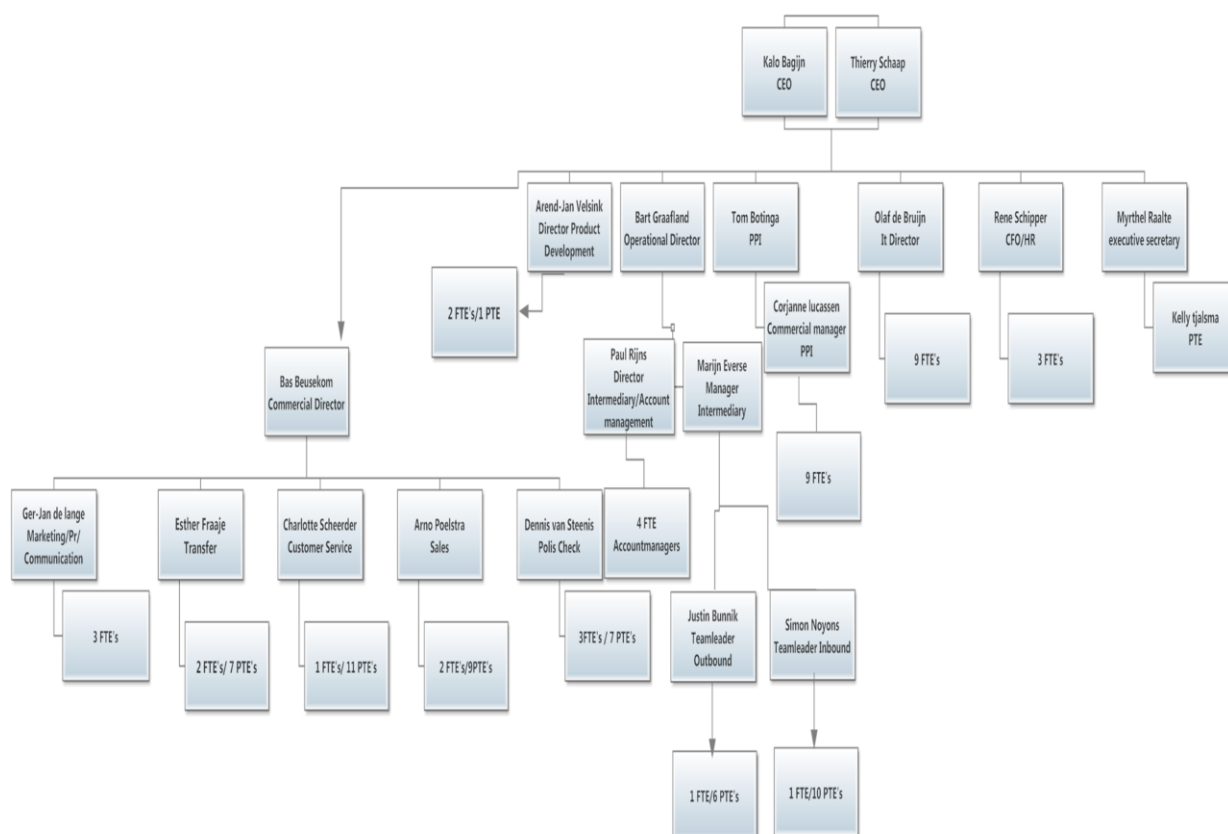 Kalo Bagijn
CEO
Thierry Schaap
CEO
Arend-Jan Velsink
Director Product
Development
Bart Graafland
Operational Director
Tom Botinga
PPI
Olaf de Bruijn
It Director
Rene Schipper
CFO/HR
Myrthel Raalte
executive secretary
2 FTE's/1 PTE
Corjanne lucassen
Commercial manager
PPI
9 FTE's
3 FTE's
Kelly tjalsma
PTE
Bas Beusekom
Commercial Director
Paul Rijns
Director
Intermediary/Account
management
Marijn Everse
Manager
Intermediary
9 FTE's
Ger-Jan de lange
Marketing/Pr/
Communication
Esther Fraaje
Transfer
Charlotte Scheerder
Customer Service
Arno Poelstra
Sales
Dennis van Steenis
Polis Check
4 FTE
Accountmanagers
3 FTE's
2 FTE's/ 7 PTE's
1 FTE's/ 11 PTE's
2 FTE's/9PTE's
3FTE's / 7 PTE's
Justin Bunnik
Teamleader
Outbound
Simon Noyons
Teamleader Inbound
1 FTE/6 PTE's
1 FTE/10 PTE's